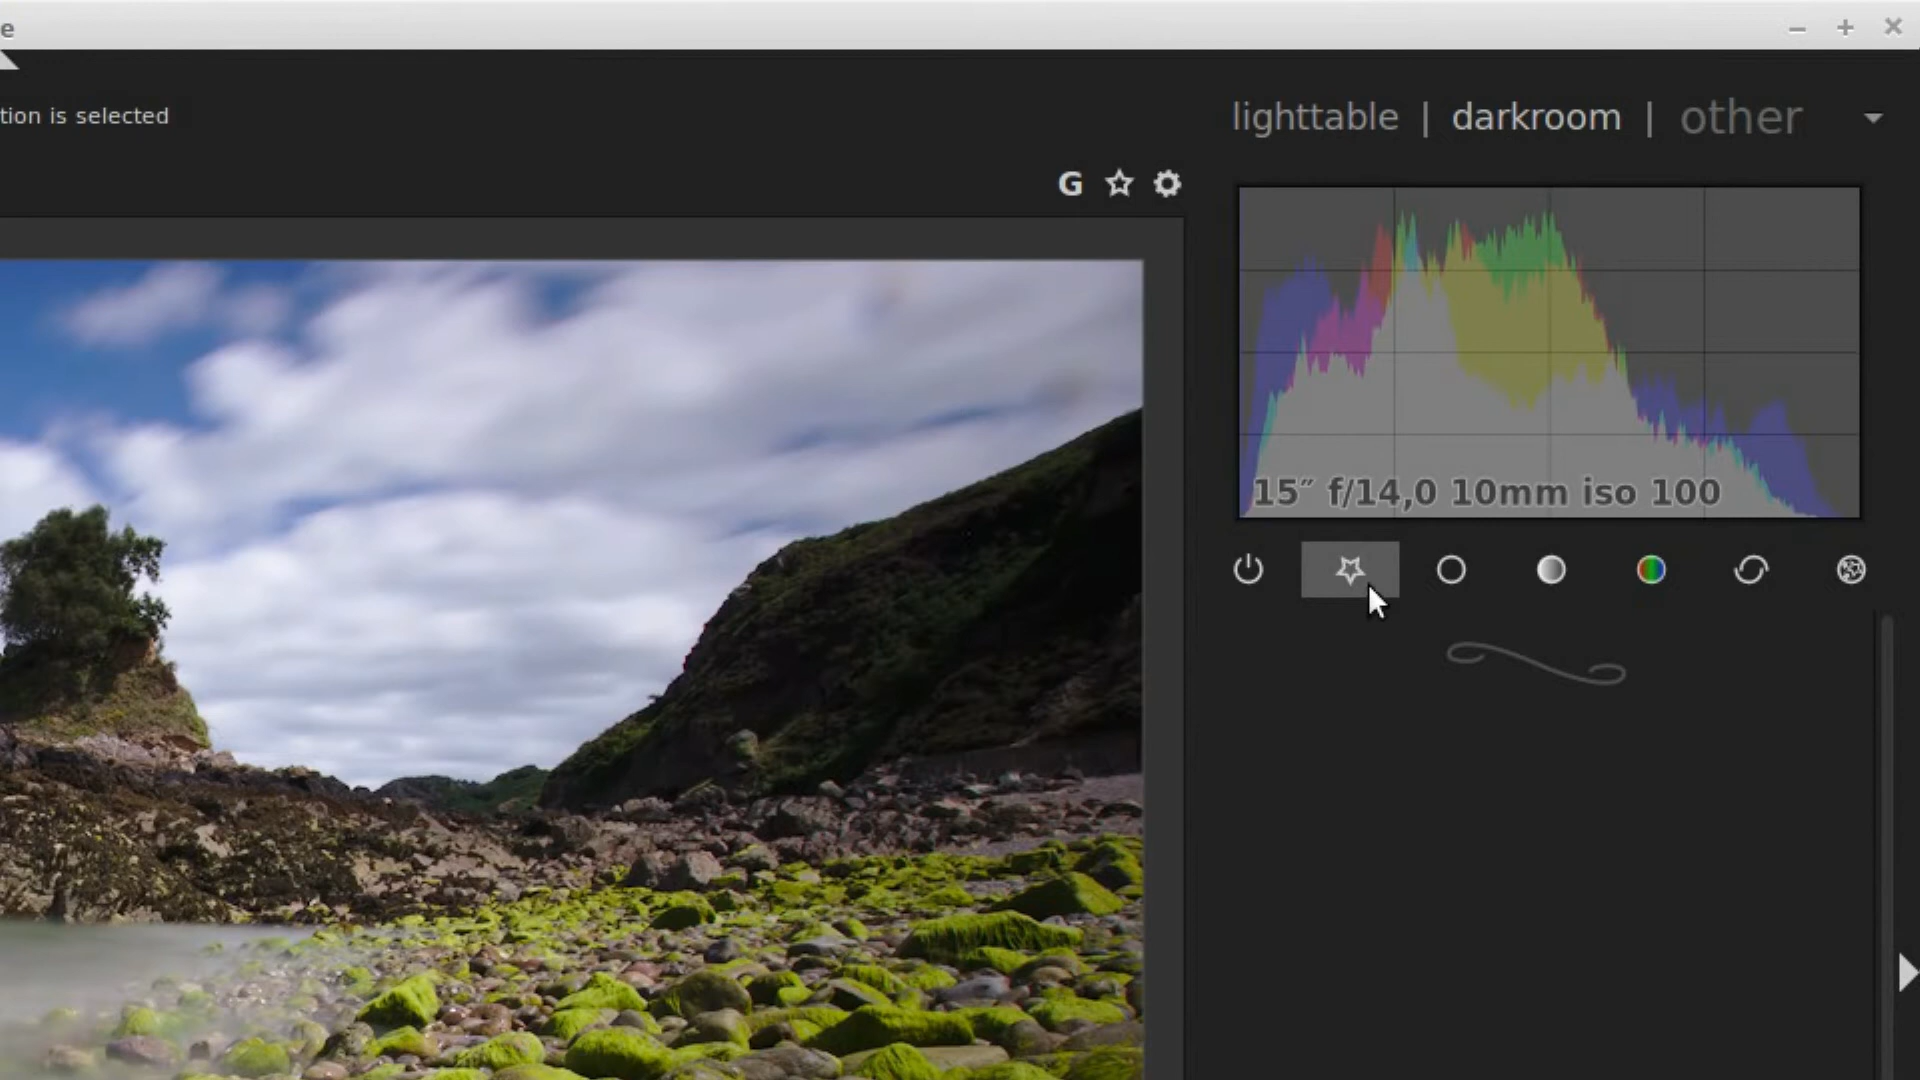 e
tion is selected
lighttable | darkroom | other
G
15″ f/14,0 10mm iso 100